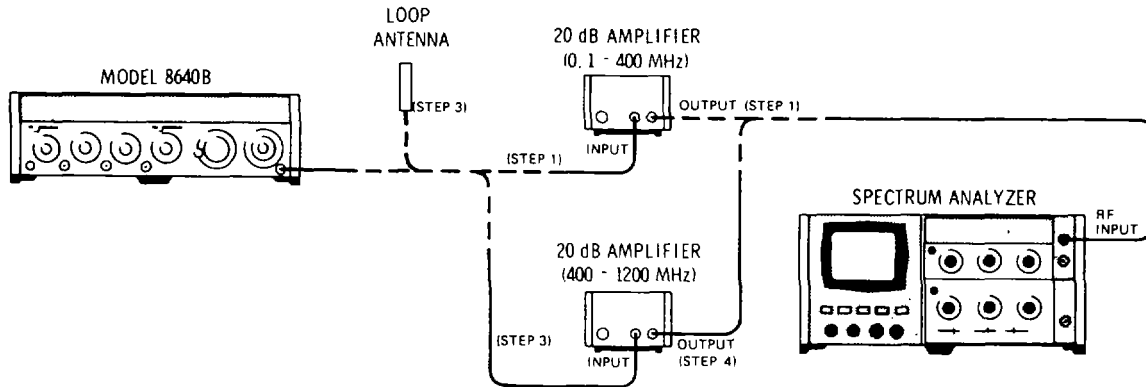 LOOP
ANTENNA
20 dB AMPLIFIER
(0.1 - 400 MHz)
MODEL 8640B
(STEP 3)
OUTPUT (STEP 1)
(STEP 1)
INPUT
SPECTRUM ANALYZER
RF
INPUT
20 dB AMPLIFIER
(400 - 1200 MHz)
(STEP 3)
INPUT
OUTPUT
(STEP 4)